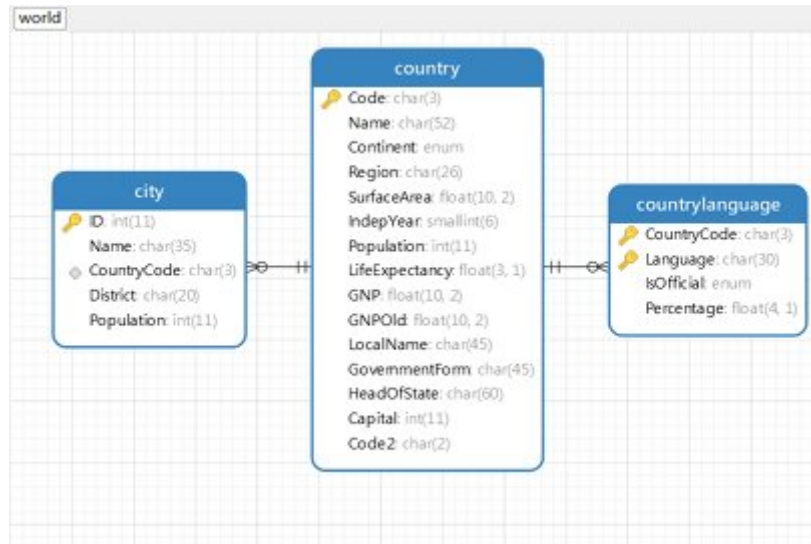 world
country
Code: char(3)
Name: char(52)
Continent: enum
Region: char(26)
SurfaceArea: float(10, 2)
IndepYear: smallint(6)
Population: int(11)
LifeExpectancy: float(3, 1)
GNP: float(10, 2)
GNPOld: float(10, 2)
LocalName: char(45)
GovernmentForm: char(45)
HeadOfState: char(60)
Capital: int(11)
Code2: char(2)
city
ID: int(11)
Name: char(35)
CountryCode: char(3)
District: char(20)
Population: int(11)
countrylanguage
CountryCode: char(3)
Language: char(30)
IsOfficial: enum
Percentage: float(4, 1)